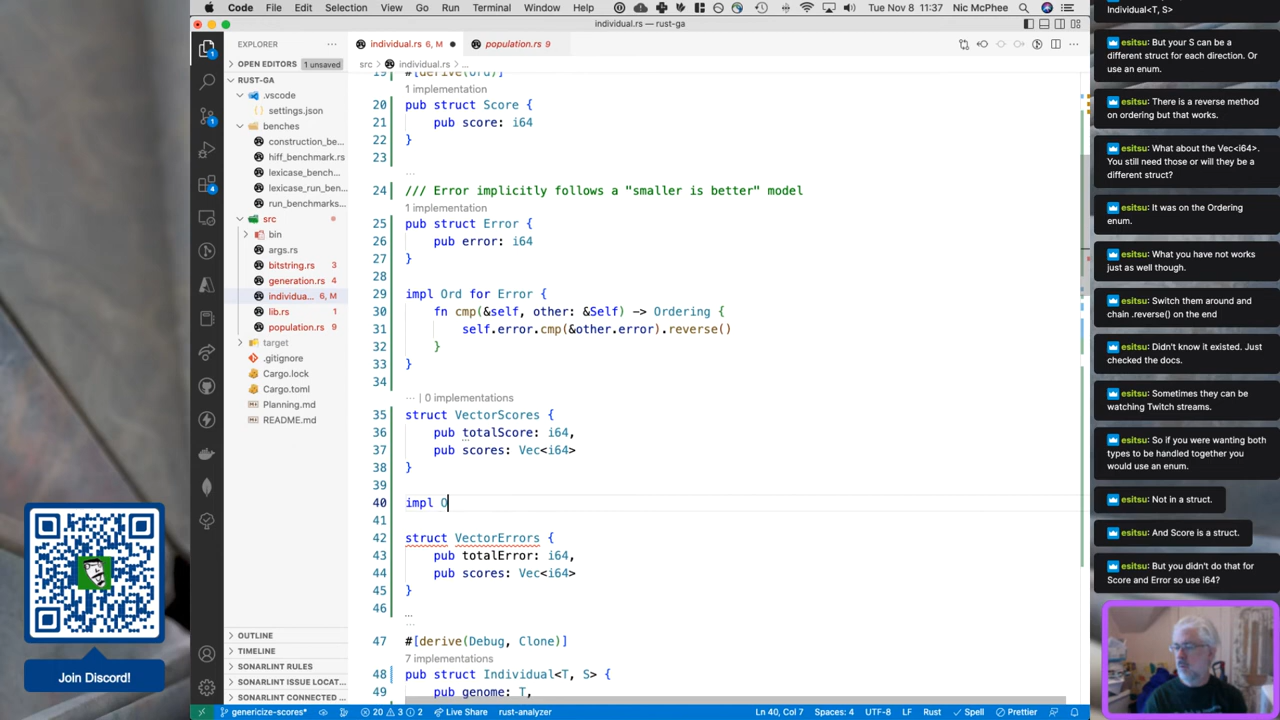 Code File Edit Selection View Go Run Terminal Window Help Tue Nov 8 11:37 Nic McPhee
individual.rs — rust-ga
EXPLORER
OPEN EDITORS 1 unsaved
RUST-GA
.vscode
settings.json
benches
construction_be...
hiff_benchmark.rs
lexicase_bench...
lexicase_run_ben...
run_benchmarks...
src
bin
args.rs
bitstring.rs 3
generation.rs 4
individua... 6, M
lib.rs 1
population.rs 9
target
.gitignore
Cargo.lock
Cargo.toml
Planning.md
README.md
OUTLINE
TIMELINE
SONARLINT RULES
SONARLINT ISSUE LOCAT...
SONARLINT CONNECTED ...
individual.rs 6, M population.rs 9
src > individual.rs > ...
19 #[derive(Ord)]
1 implementation
20 pub struct Score {
21 pub score: i64
22 }
23
24 /// Error implicitly follows a "smaller is better" model
1 implementation
25 pub struct Error {
26 pub error: i64
27 }
28
29 impl Ord for Error {
30 fn cmp(&self, other: &Self) -> Ordering {
31 self.error.cmp(&other.error).reverse()
32 }
33 }
34
... | 0 implementations
35 struct VectorScores {
36 pub totalScore: i64,
37 pub scores: Vec<i64>
38 }
39
40 impl O
41
42 struct VectorErrors {
43 pub totalError: i64,
44 pub scores: Vec<i64>
45 }
46
47 #[derive(Debug, Clone)]
7 implementations
48 pub struct Individual<T, S> {
49 pub genome: T,
genericize-scores* 20 3 2 Live Share rust-analyzer Ln 40, Col 7 Spaces: 4 UTF-8 LF Rust Spell Prettier
Individual<T, S>
esitsu: But your S can be a
different struct for each direction. Or
use an enum.
esitsu: There is a reverse method
on ordering but that works.
esitsu: What about the Vec<i64>.
You still need those or will they be a
different struct?
esitsu: It was on the Ordering
enum.
esitsu: What you have not works
just as well though.
esitsu: Switch them around and
chain .reverse() on the end
esitsu: Didn't know it existed. Just
checked the docs.
esitsu: Sometimes they can be
watching Twitch streams.
esitsu: So if you were wanting both
types to be handled together you
would use an enum.
esitsu: Not in a struct.
esitsu: And Score is a struct.
esitsu: But you didn't do that for
Score and Error so use i64?
Join Discord!